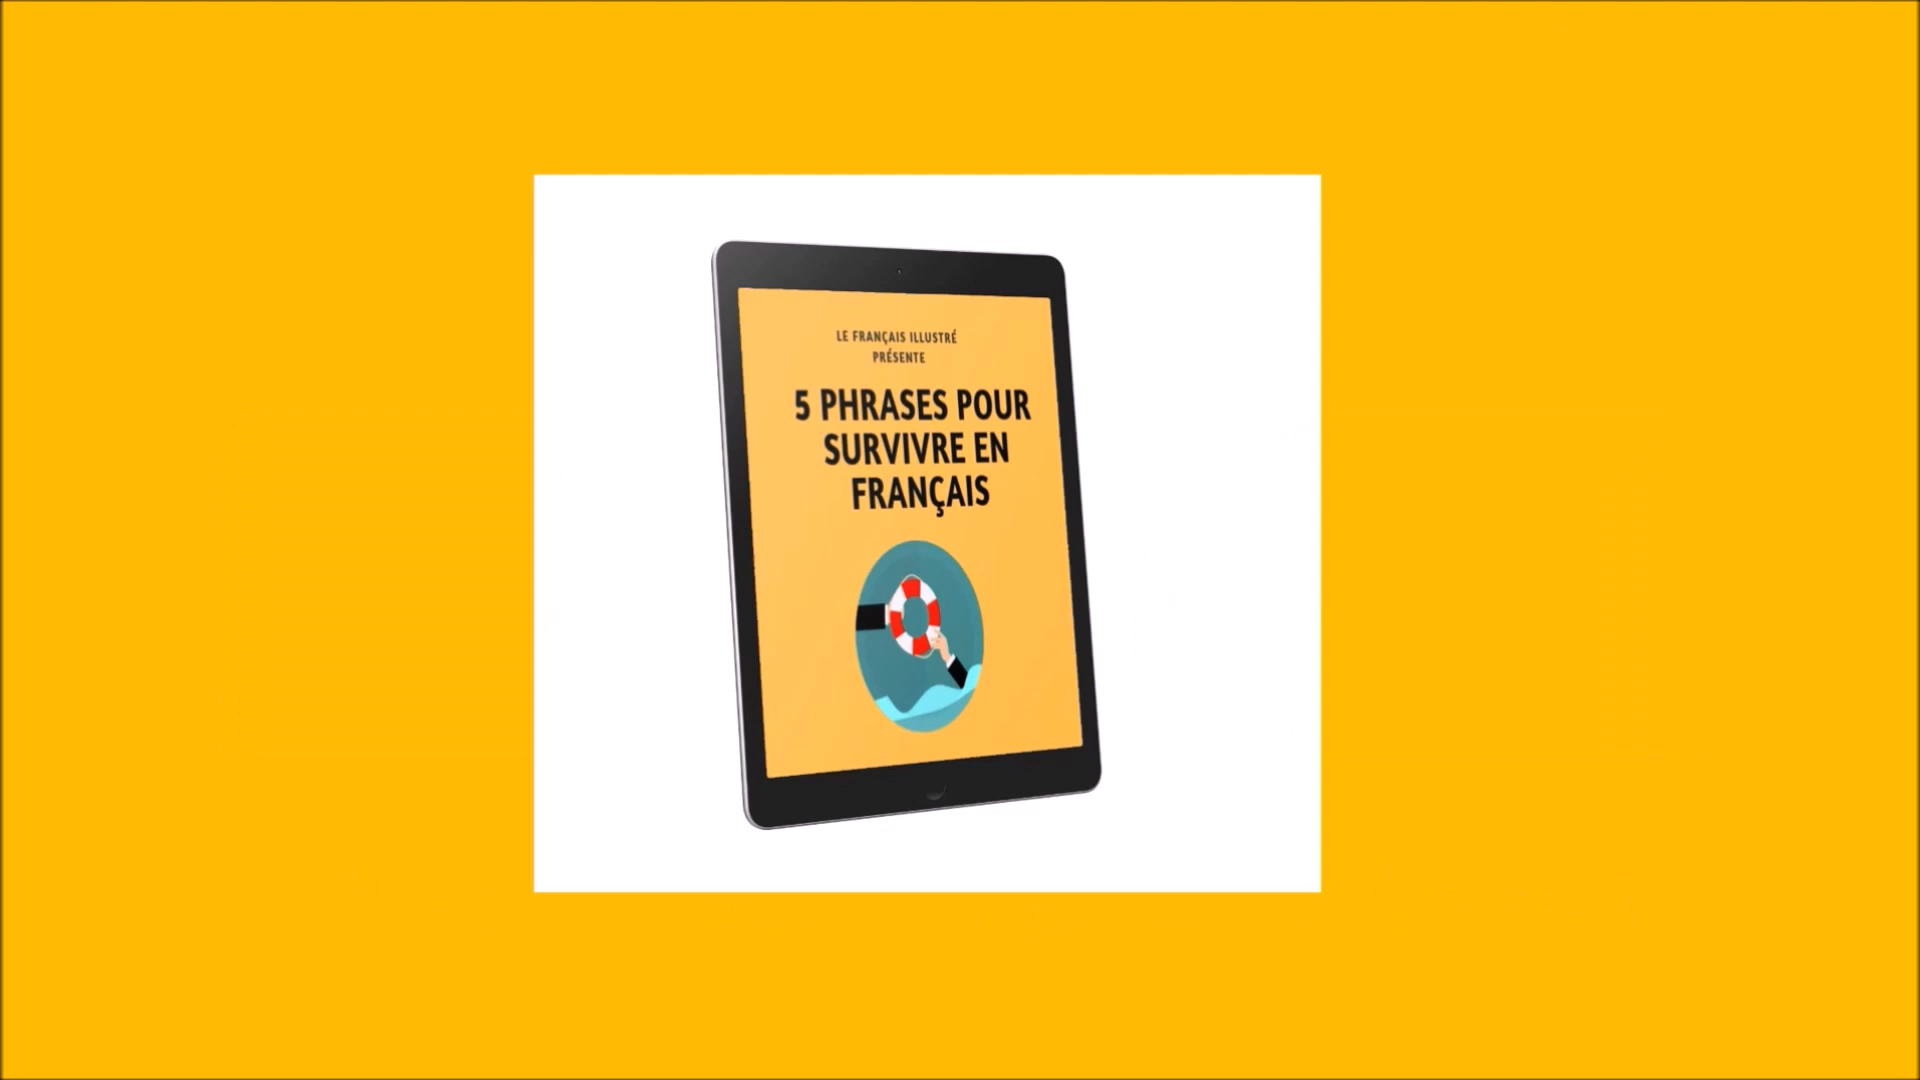 LE FRANÇAIS ILLUSTRÉ
PRÉSENTE
5 PHRASES POUR
SURVIVRE EN
FRANÇAIS